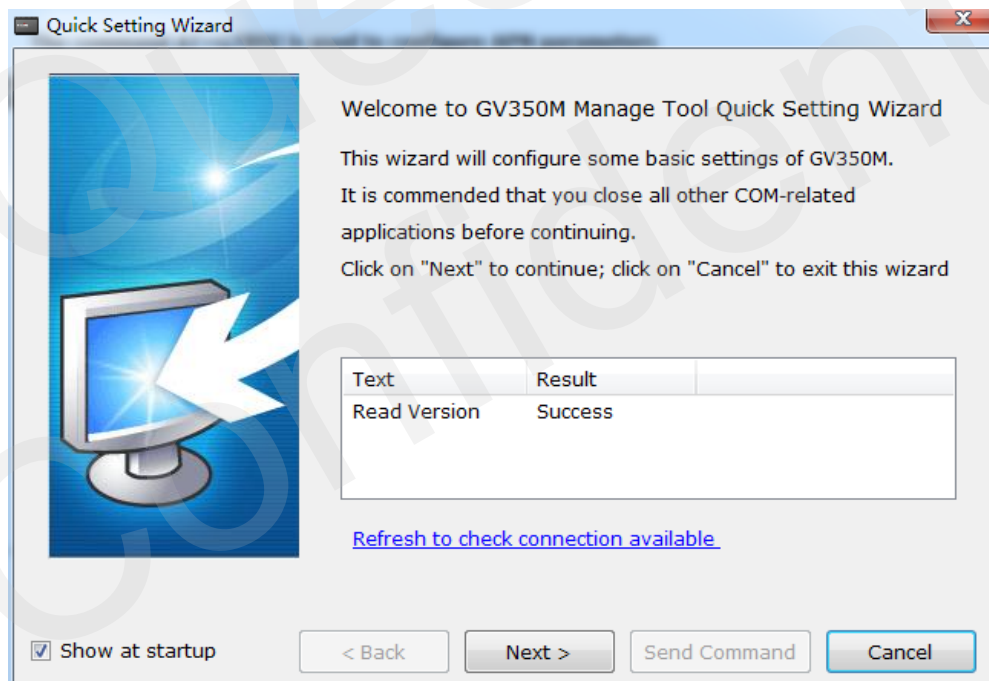 Quick Setting Wizard
Welcome to GV350M Manage Tool Quick Setting Wizard
This wizard will configure some basic settings of GV350M.
It is commended that you close all other COM-related
applications before continuing.
Click on "Next" to continue; click on "Cancel" to exit this wizard
Text Result
Read Version Success
Refresh to check connection available
Show at startup
< Back Next > Send Command Cancel